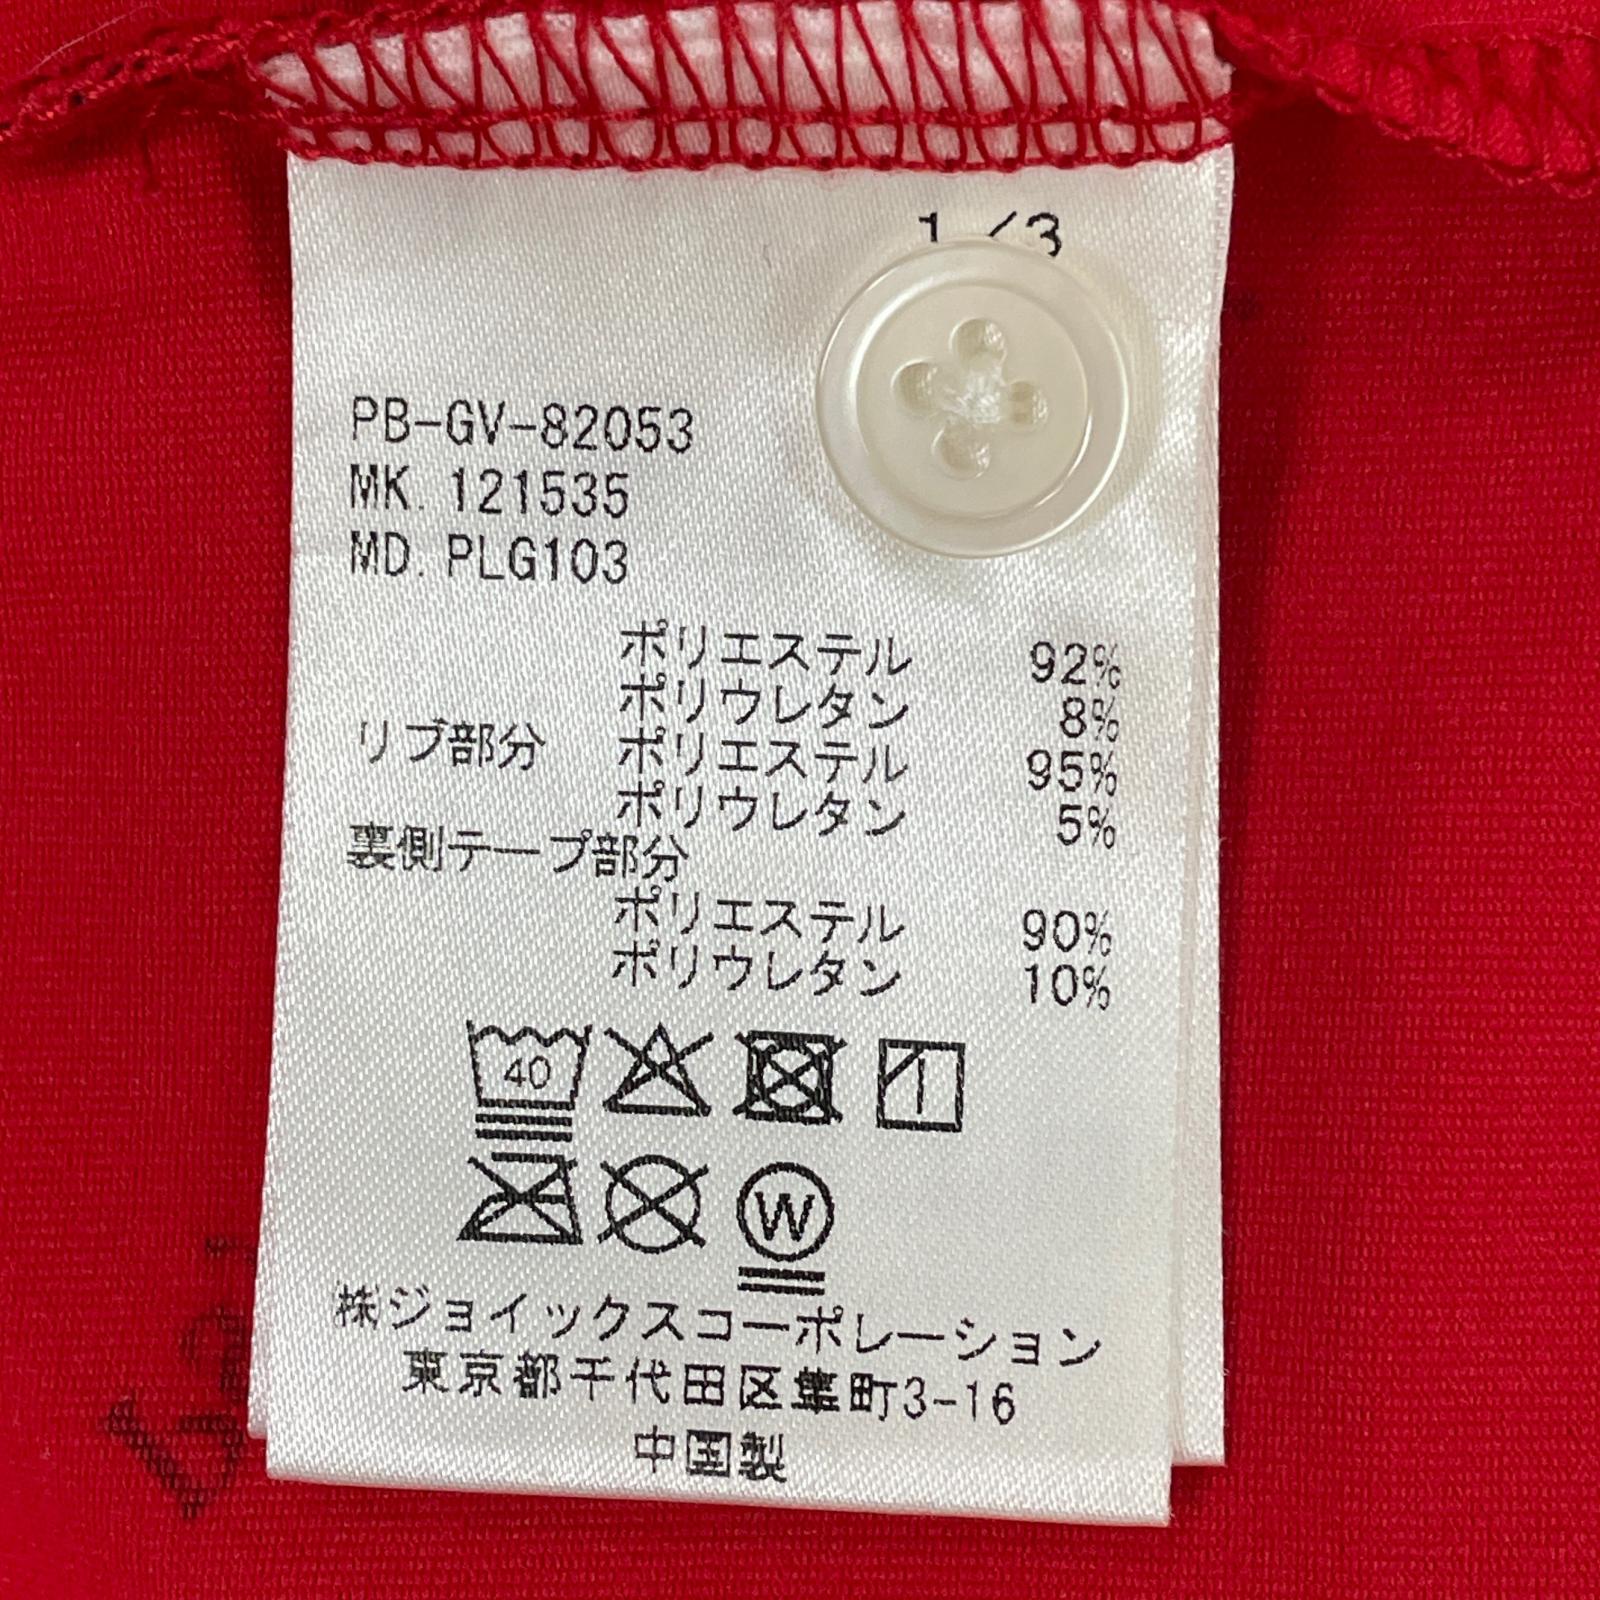 1/3
PB-GV-82053
MK. 121535
MD. PLG103
ポリエステル 92%
ポリウレタン 8%
リブ部分 ポリエステル 95%
ポリウレタン 5%
裏側テープ部分
ポリエステル 90%
ポリウレタン 10%
40
W
㈱ジョイックスコーポレーション
東京都千代田区隼町3-16
中国製